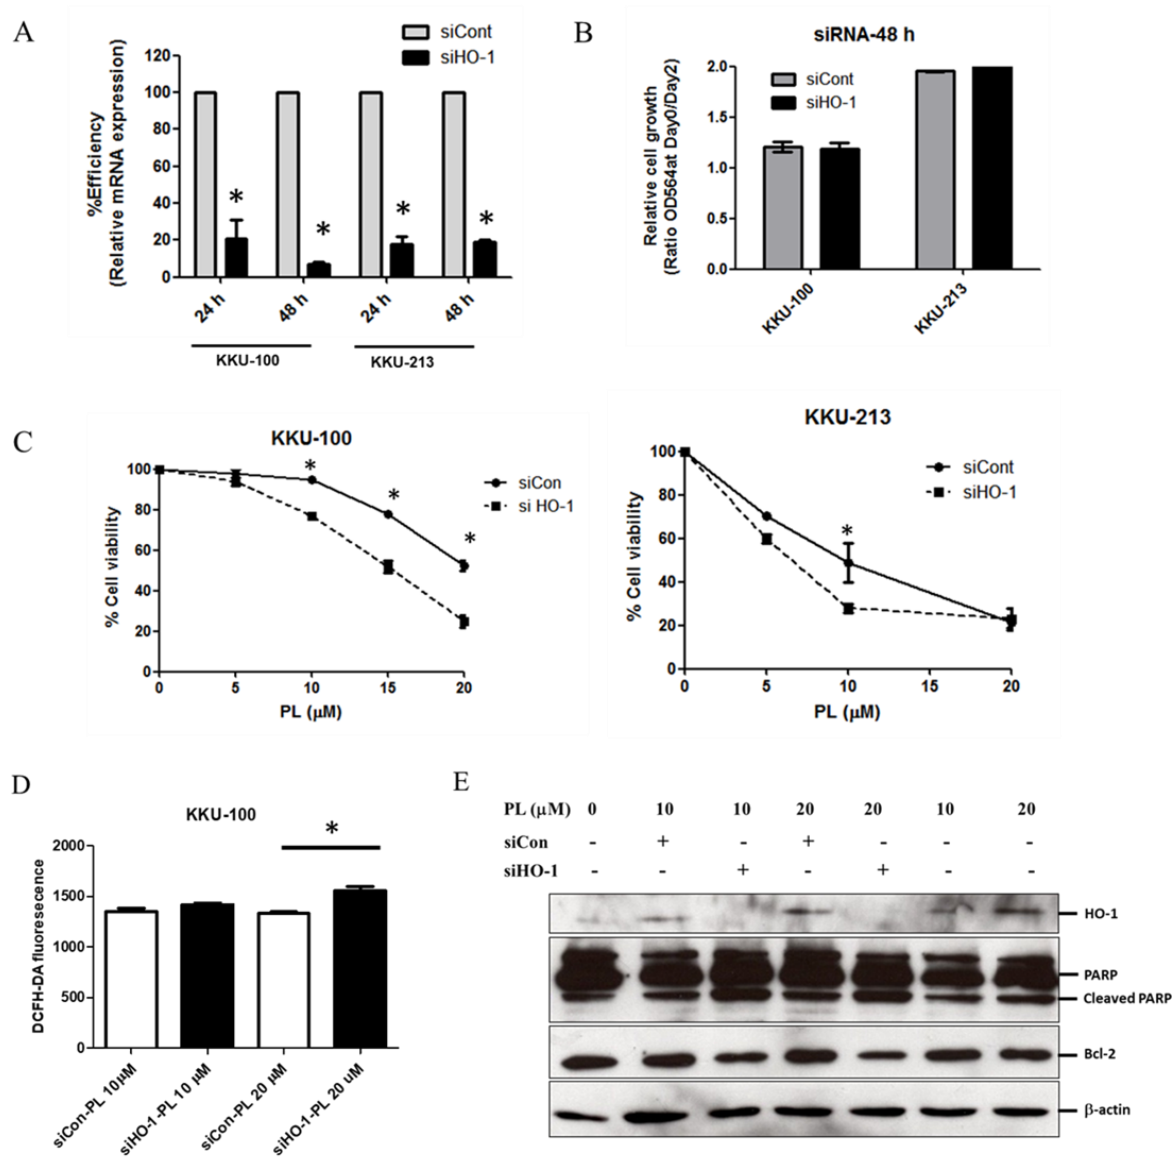 A
siCont
siHO-1
%Efficiency
(Relative mRNA expression)
120
100
80
60
40
20
0
*
*
*
*
24 h
48 h
24 h
48 h
KKU-100
KKU-213
B
siRNA-48 h
siCont
siHO-1
Relative cell growth
(Ratio OD564at Day0/Day2)
2.0
1.5
1.0
0.5
0.0
KKU-100
KKU-213
C
KKU-100
siCon
si HO-1
% Cell viability
100
80
60
40
20
0
*
*
*
0 5 10 15 20
PL (μM)
KKU-213
siCont
siHO-1
% Cell viability
100
80
60
40
20
0
*
0 5 10 15 20
PL (μM)
D
KKU-100
*
DCFH-DA fluoresecence
2000
1500
1000
500
0
siCon-PL 10μM
siHO-1-PL 10 μM
siCon-PL 20 μM
siHO-1-PL 20 uM
E
PL (μM) 0 10 10 20 20 10 20
siCon - + - + - - -
siHO-1 - - + - + - -
HO-1
PARP
Cleaved PARP
Bcl-2
β-actin